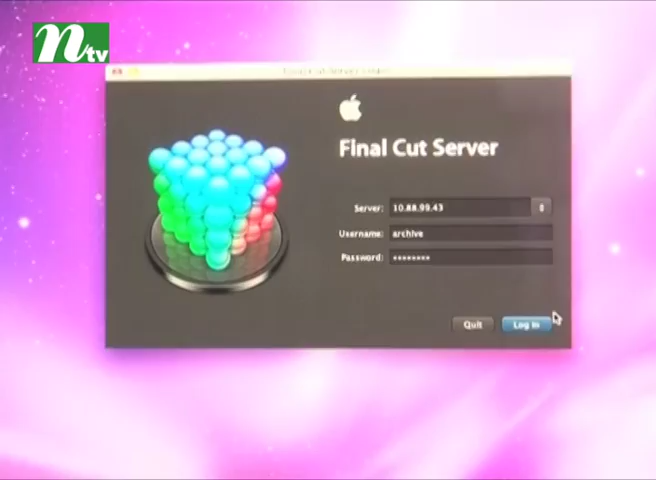 ntv
Final Cut Server
Server: 10.88.99.43
Username: archive
Password: ••••••••
Quit
Log in